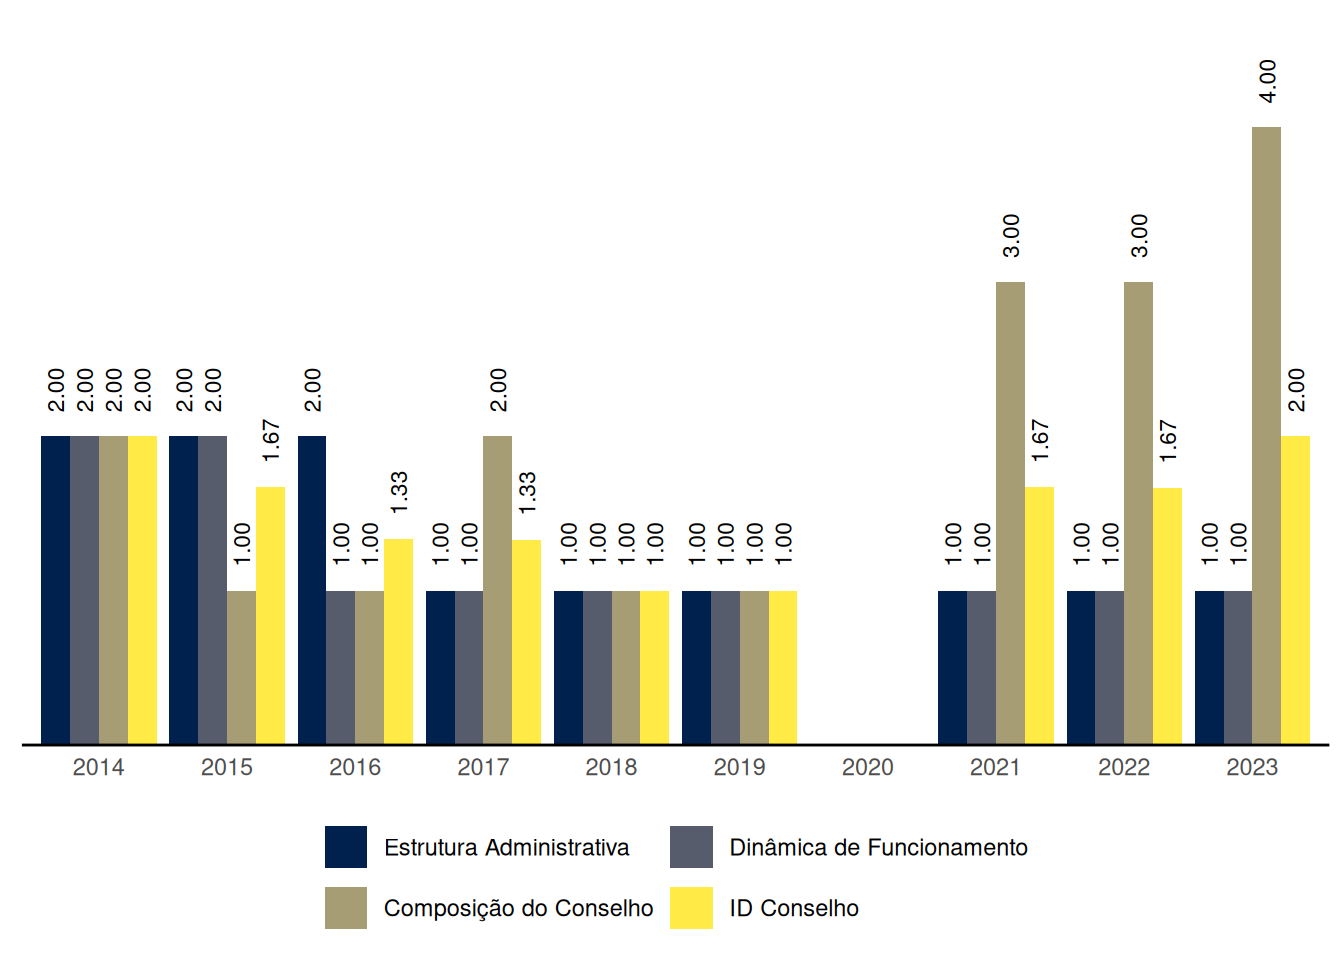 4.00
3.00 3.00
2.00 2.00 2.00 2.00 2.00 2.00 2.00 2.00 2.00
1.67 1.67 1.67
1.33 1.33
1.00 1.00 1.00 1.00 1.00 1.00 1.00 1.00 1.00 1.00 1.00 1.00 1.00 1.00 1.00 1.00 1.00 1.00 1.00
2014 2015 2016 2017 2018 2019 2020 2021 2022 2023
Estrutura Administrativa Dinâmica de Funcionamento
Composição do Conselho ID Conselho